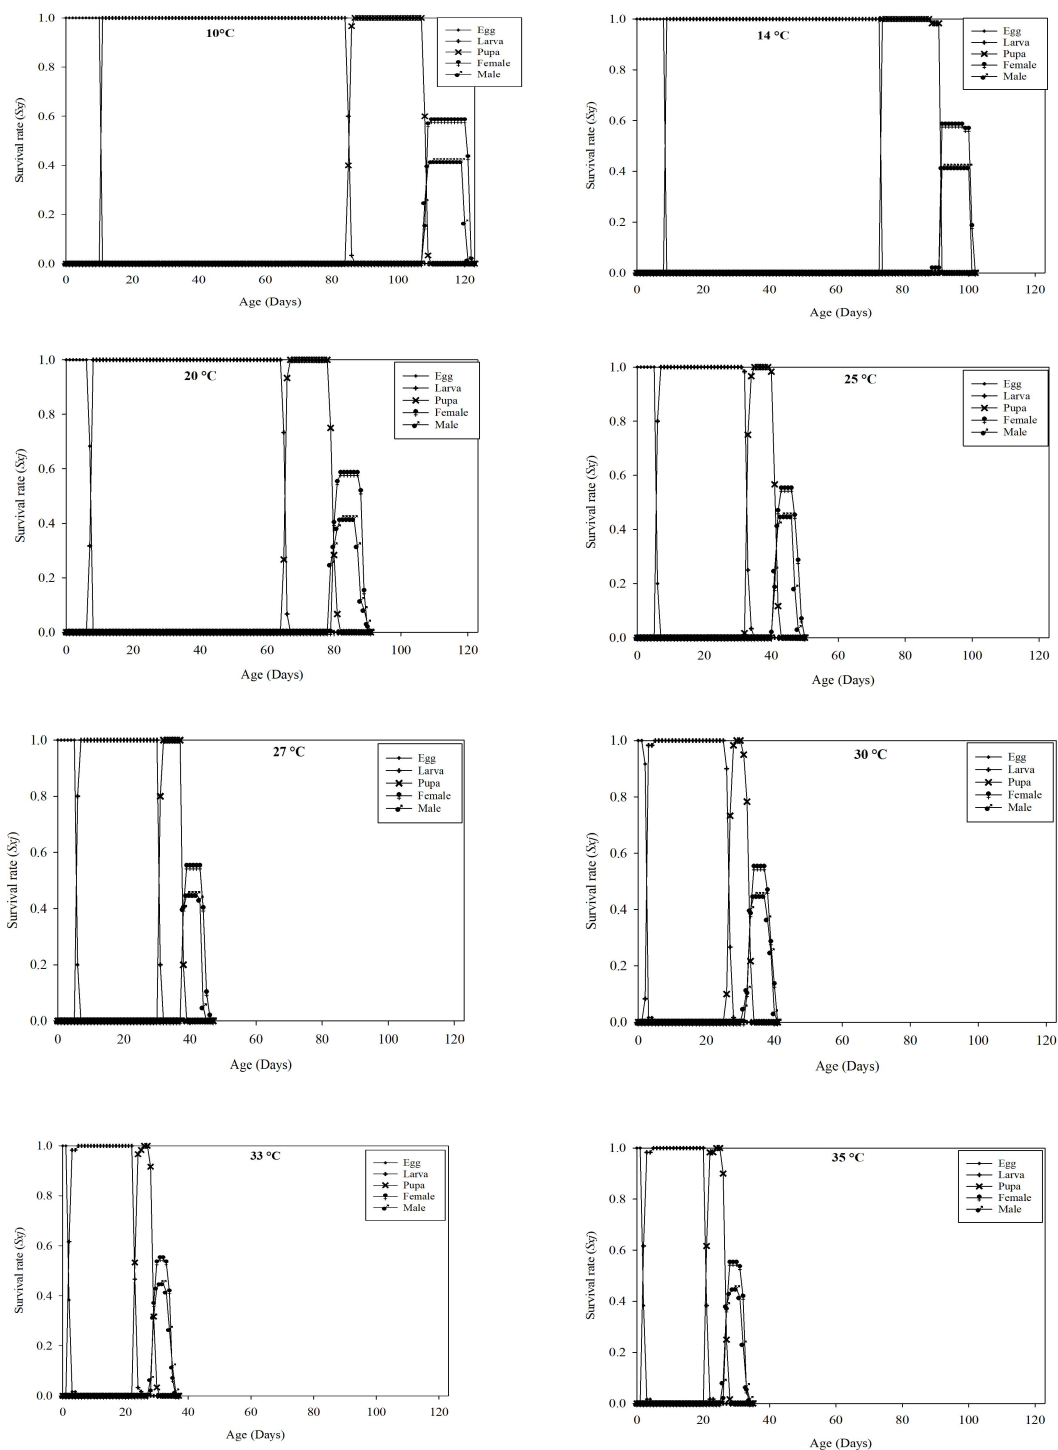 10°C
Egg
Larva
Pupa
Female
Male
1.0
0.8
0.6
0.4
0.2
0.0
Survival rate (Sxj)
0 20 40 60 80 100 120
Age (Days)
14 °C
Egg
Larva
Pupa
Female
Male
1.0
0.8
0.6
0.4
0.2
0.0
Survival rate (Sxj)
0 20 40 60 80 100 120
Age (Days)
20 °C
Egg
Larva
Pupa
Female
Male
1.0
0.8
0.6
0.4
0.2
0.0
Survival rate (Sxj)
0 20 40 60 80 100 120
Age (Days)
25 °C
Egg
Larva
Pupa
Female
Male
1.0
0.8
0.6
0.4
0.2
0.0
Survival rate (Sxj)
0 20 40 60 80 100 120
Age (Days)
27 °C
Egg
Larva
Pupa
Female
Male
1.0
0.8
0.6
0.4
0.2
0.0
Survival rate (Sxj)
0 20 40 60 80 100 120
Age (Days)
30 °C
Egg
Larva
Pupa
Female
Male
1.0
0.8
0.6
0.4
0.2
0.0
Survival rate (Sxj)
0 20 40 60 80 100 120
Age (Days)
33 °C
Egg
Larva
Pupa
Female
Male
1.0
0.8
0.6
0.4
0.2
0.0
Survival rate (Sxj)
0 20 40 60 80 100 120
Age (Days)
35 °C
Egg
Larva
Pupa
Female
Male
1.0
0.8
0.6
0.4
0.2
0.0
Survival rate (Sxj)
0 20 40 60 80 100 120
Age (Days)